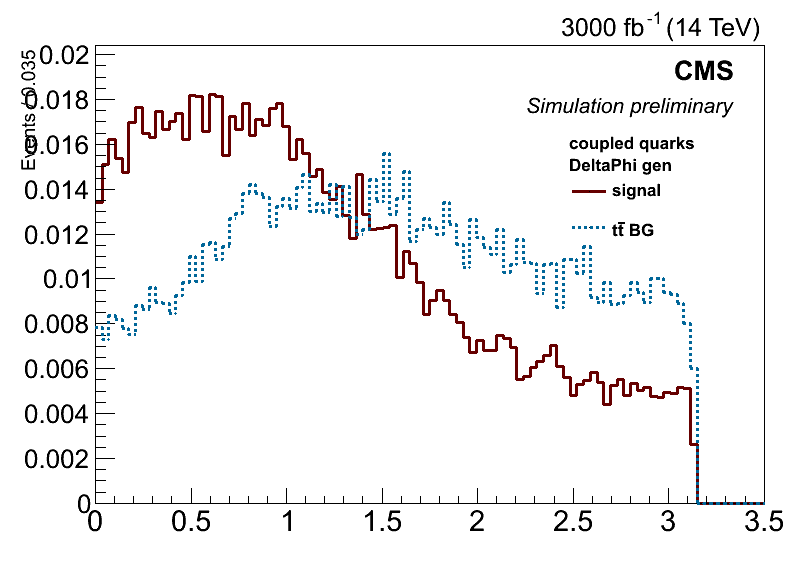 3000 fb⁻¹ (14 TeV)
Events / 0.035
0.02
0.018
0.016
0.014
0.012
0.01
0.008
0.006
0.004
0.002
0
CMS
Simulation preliminary
coupled quarks
DeltaPhi gen
signal
tt̄ BG
0 0.5 1 1.5 2 2.5 3 3.5